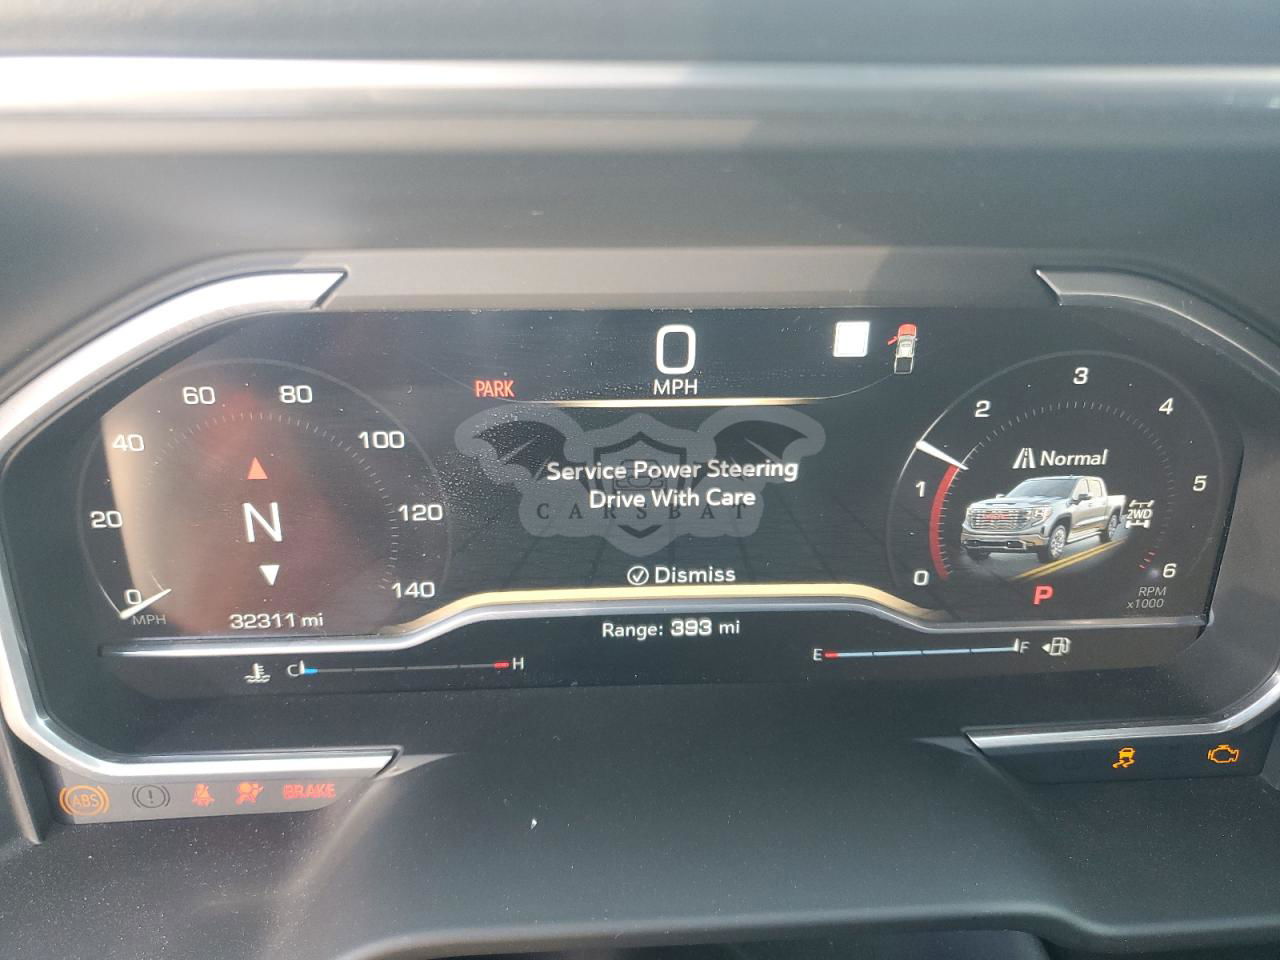 0
MPH
PARK
60 80
40 100
20 120
0 140
MPH
N
32311 mi
Service Power Steering
Drive With Care
CARSBAT
Dismiss
Range: 393 mi
C H
E F
3
2 4
1 5
0 6
Normal
2WD
P
RPM
x1000
ABS
BRAKE